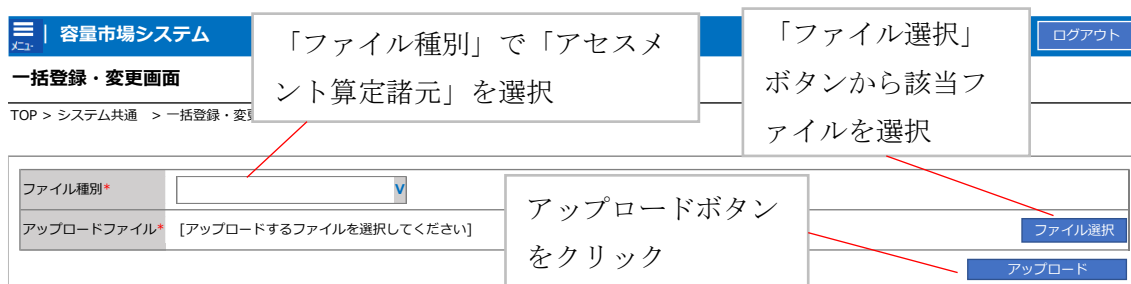 メニュー
容量市場システム
ログアウト
「ファイル種別」で「アセスメ
ント算定諸元」を選択
「ファイル選択」
ボタンから該当フ
ァイルを選択
一括登録・変更画面
TOP > システム共通 > 一括登録・変更
ファイル種別*
V
アップロードファイル* [アップロードするファイルを選択してください]
ファイル選択
アップロードボタン
をクリック
アップロード